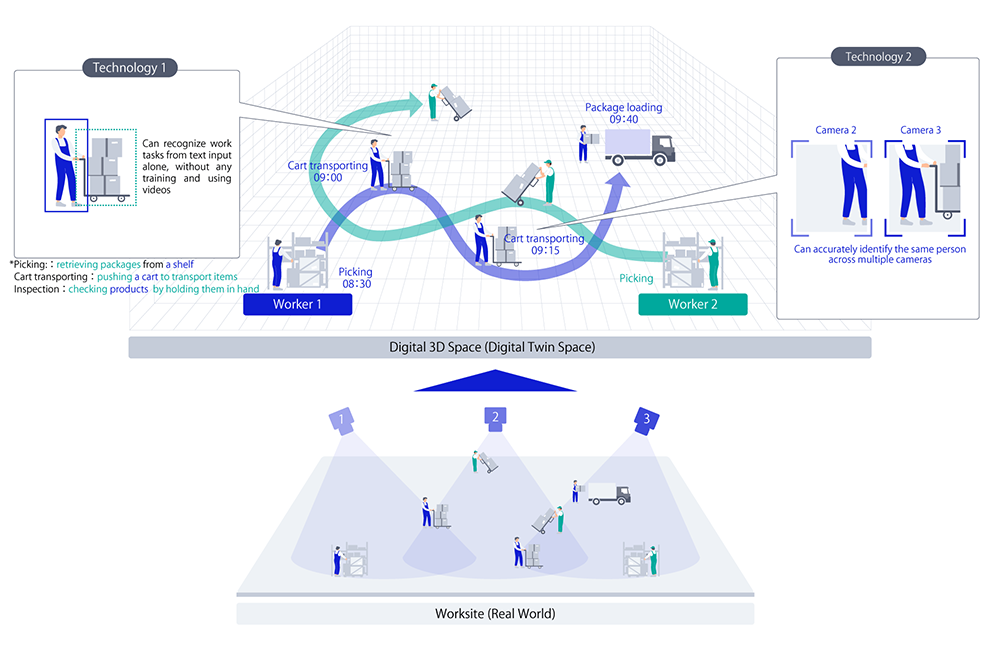 Technology 1
Can recognize work
tasks from text input
alone, without any
training and using
videos
*Picking: : retrieving packages from a shelf
Cart transporting : pushing a cart to transport items
Inspection : checking products by holding them in hand
Technology 2
Camera 2
Camera 3
Can accurately identify the same person
across multiple cameras
Package loading
09:40
Cart transporting
09:00
Cart transporting
09:15
Picking
08:30
Picking
Worker 1
Worker 2
Digital 3D Space (Digital Twin Space)
1
2
3
Worksite (Real World)